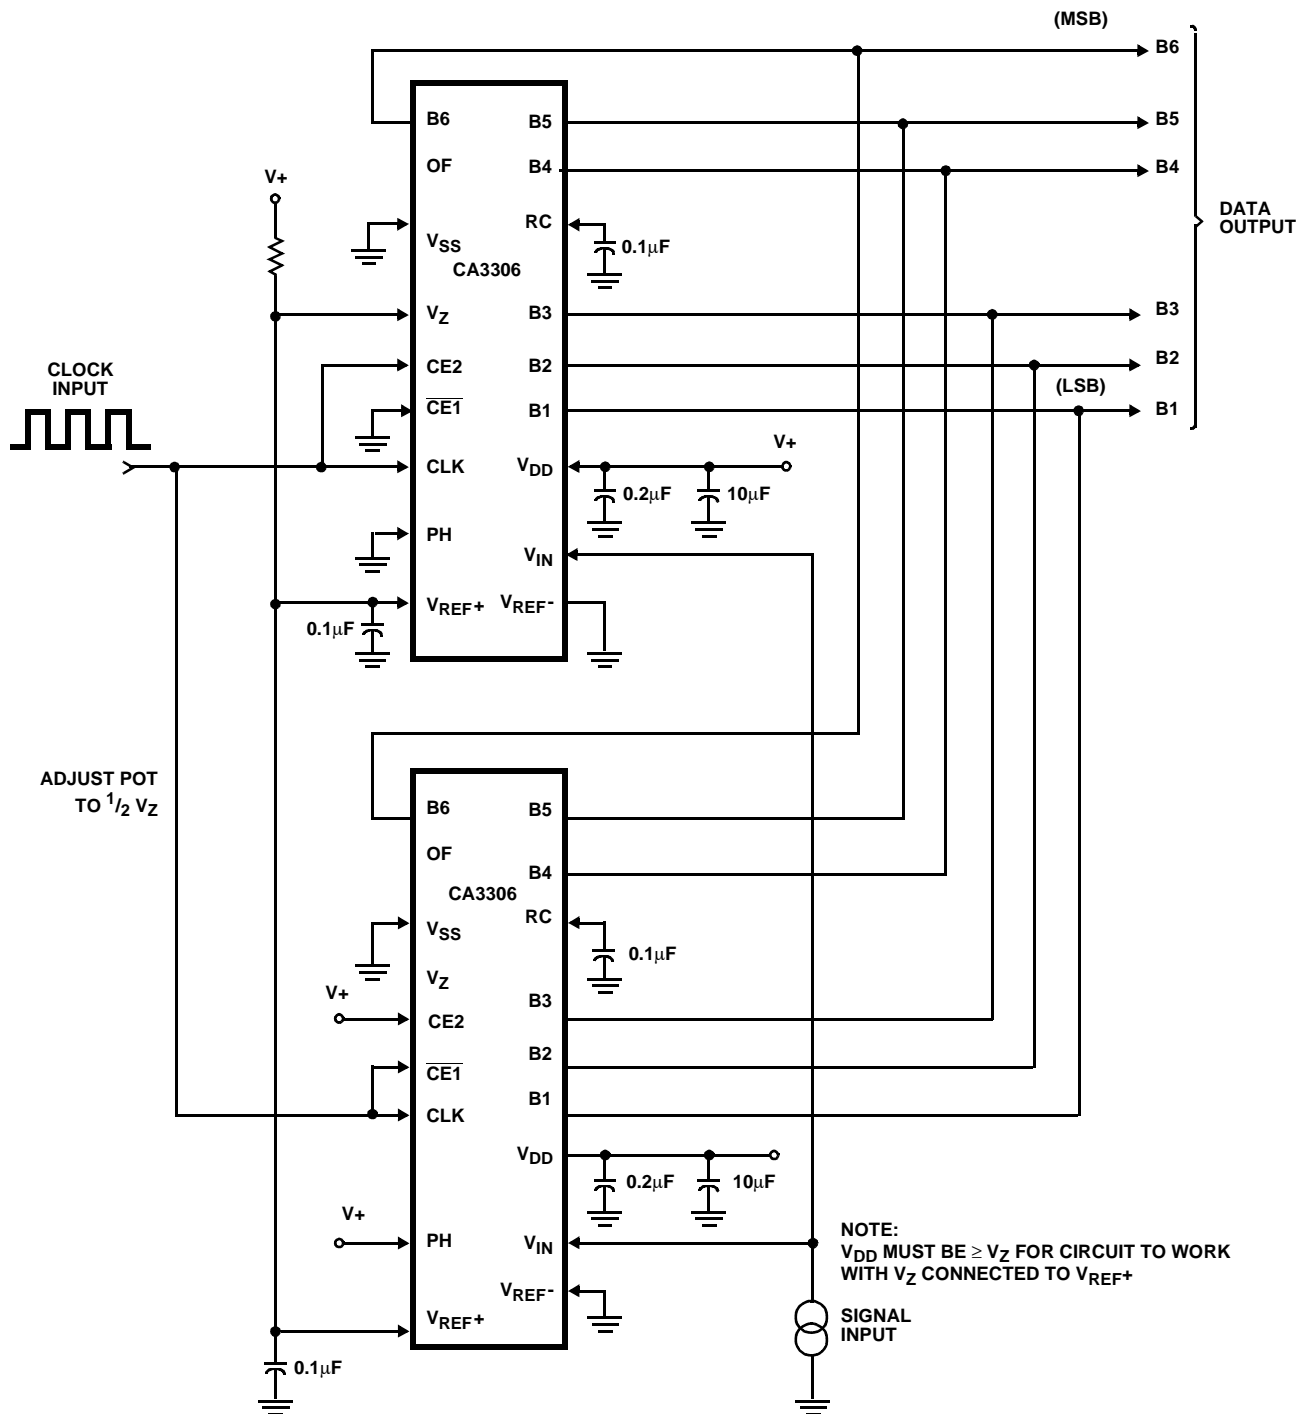 (MSB)
B6
B5
B4
DATA
OUTPUT
B3
B2
(LSB)
B1
B6
B5
OF
B4
V+
RC
0.1µF
VSS
CA3306
VZ
B3
CLOCK
INPUT
CE2
B2
CE1
B1
V+
CLK
VDD
0.2µF
10µF
PH
VIN
VREF+
VREF-
0.1µF
ADJUST POT
TO 1/2 VZ
B6
B5
OF
B4
CA3306
RC
VSS
0.1µF
VZ
V+
B3
CE2
B2
CE1
B1
CLK
VDD
0.2µF
10µF
V+
PH
VIN
NOTE:
VDD MUST BE ≥ VZ FOR CIRCUIT TO WORK
WITH VZ CONNECTED TO VREF+
VREF-
VREF+
SIGNAL
INPUT
0.1µF